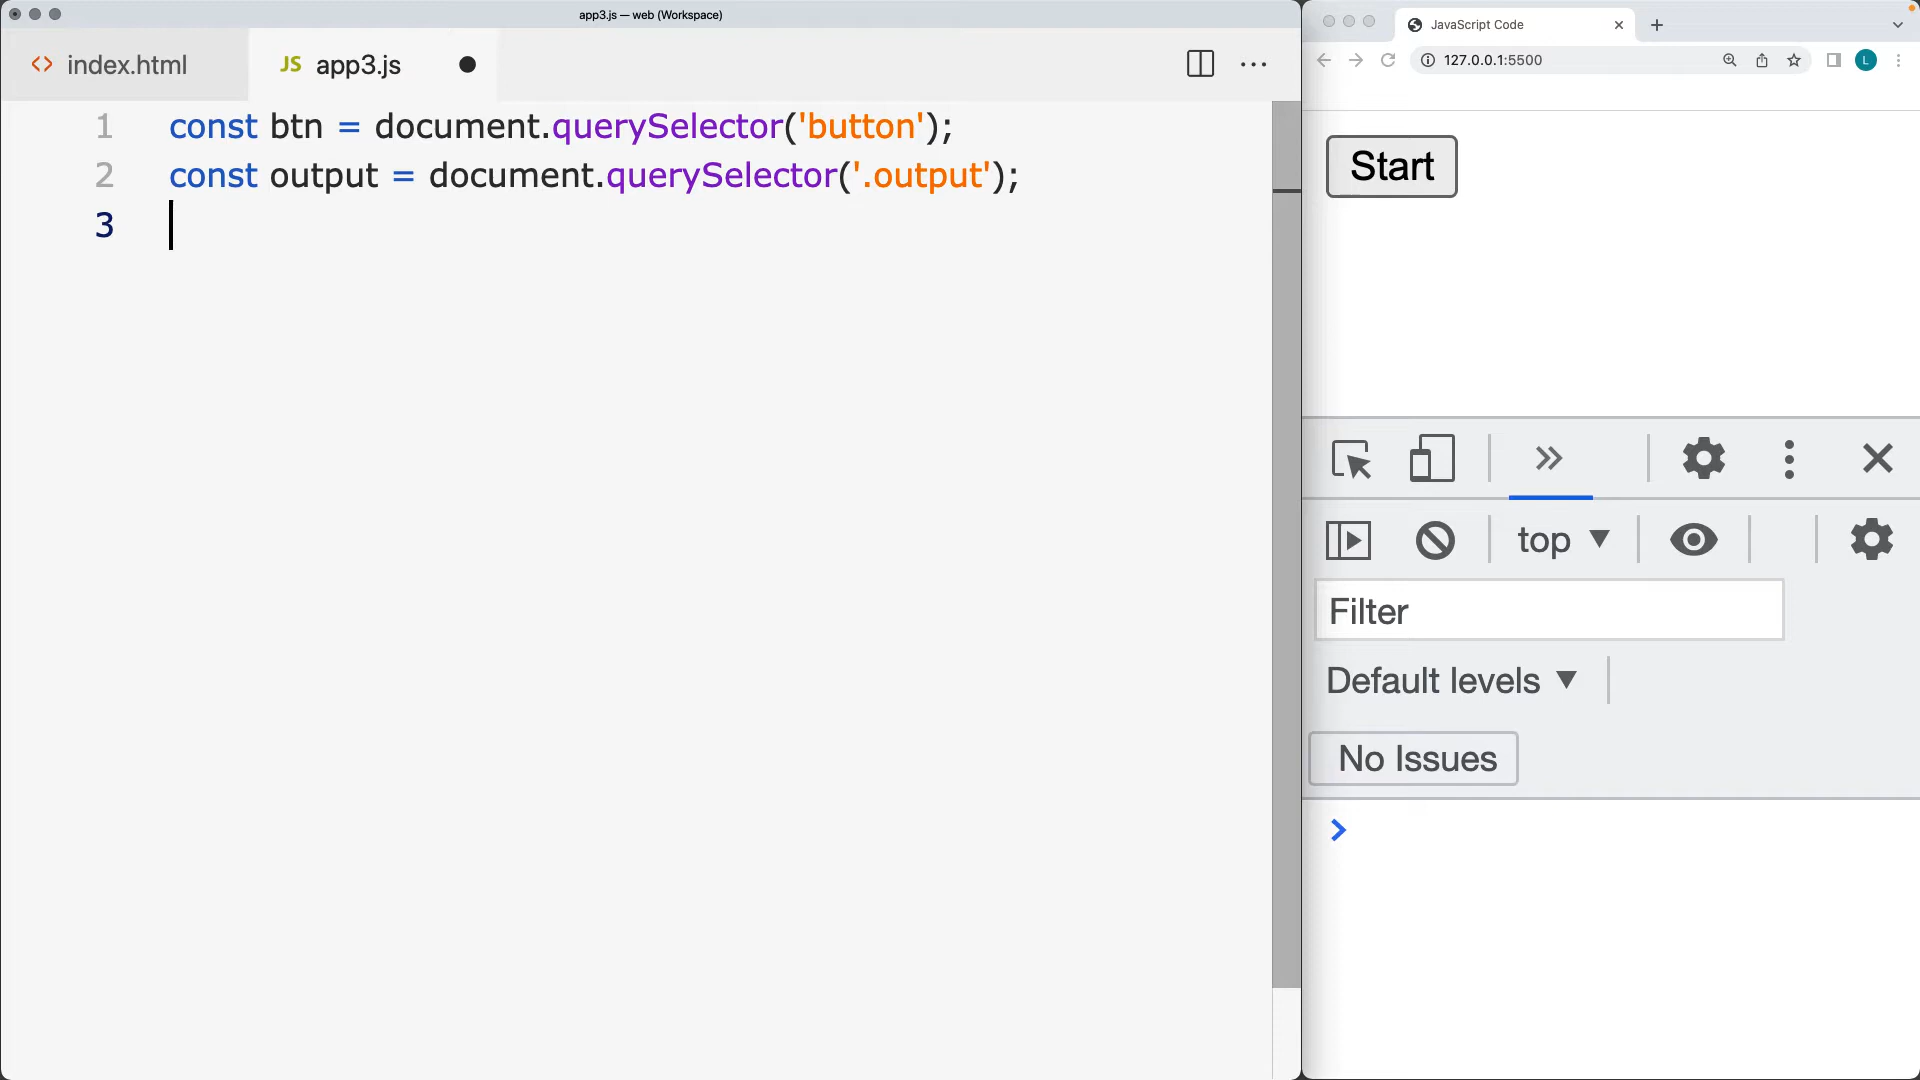 app3.js — web (Workspace)
index.html
JS app3.js
1 const btn = document.querySelector('button');
2 const output = document.querySelector('.output');
3
JavaScript Code
127.0.0.1:5500
L
Start
top
Filter
Default levels
No Issues